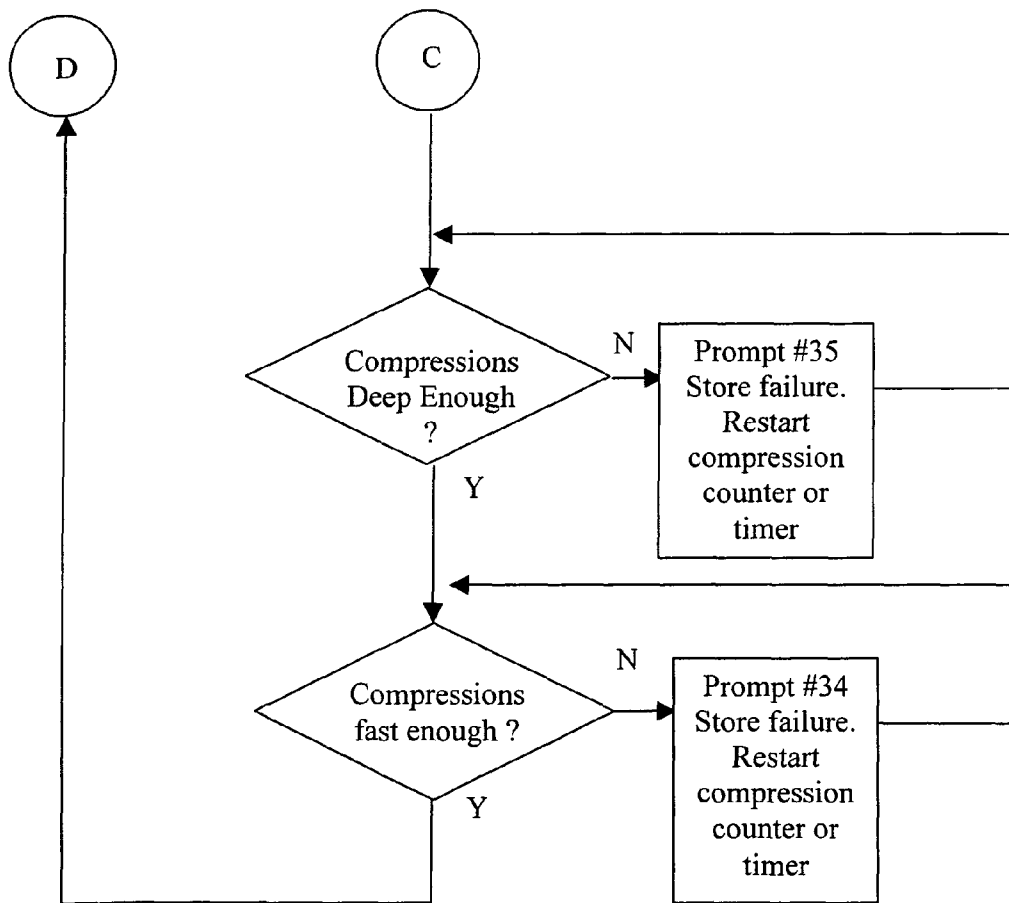 D
C
Compressions
Deep Enough
?
N
Prompt #35
Store failure.
Restart
compression
counter or
timer
Y
Compressions
fast enough ?
N
Prompt #34
Store failure.
Restart
compression
counter or
timer
Y